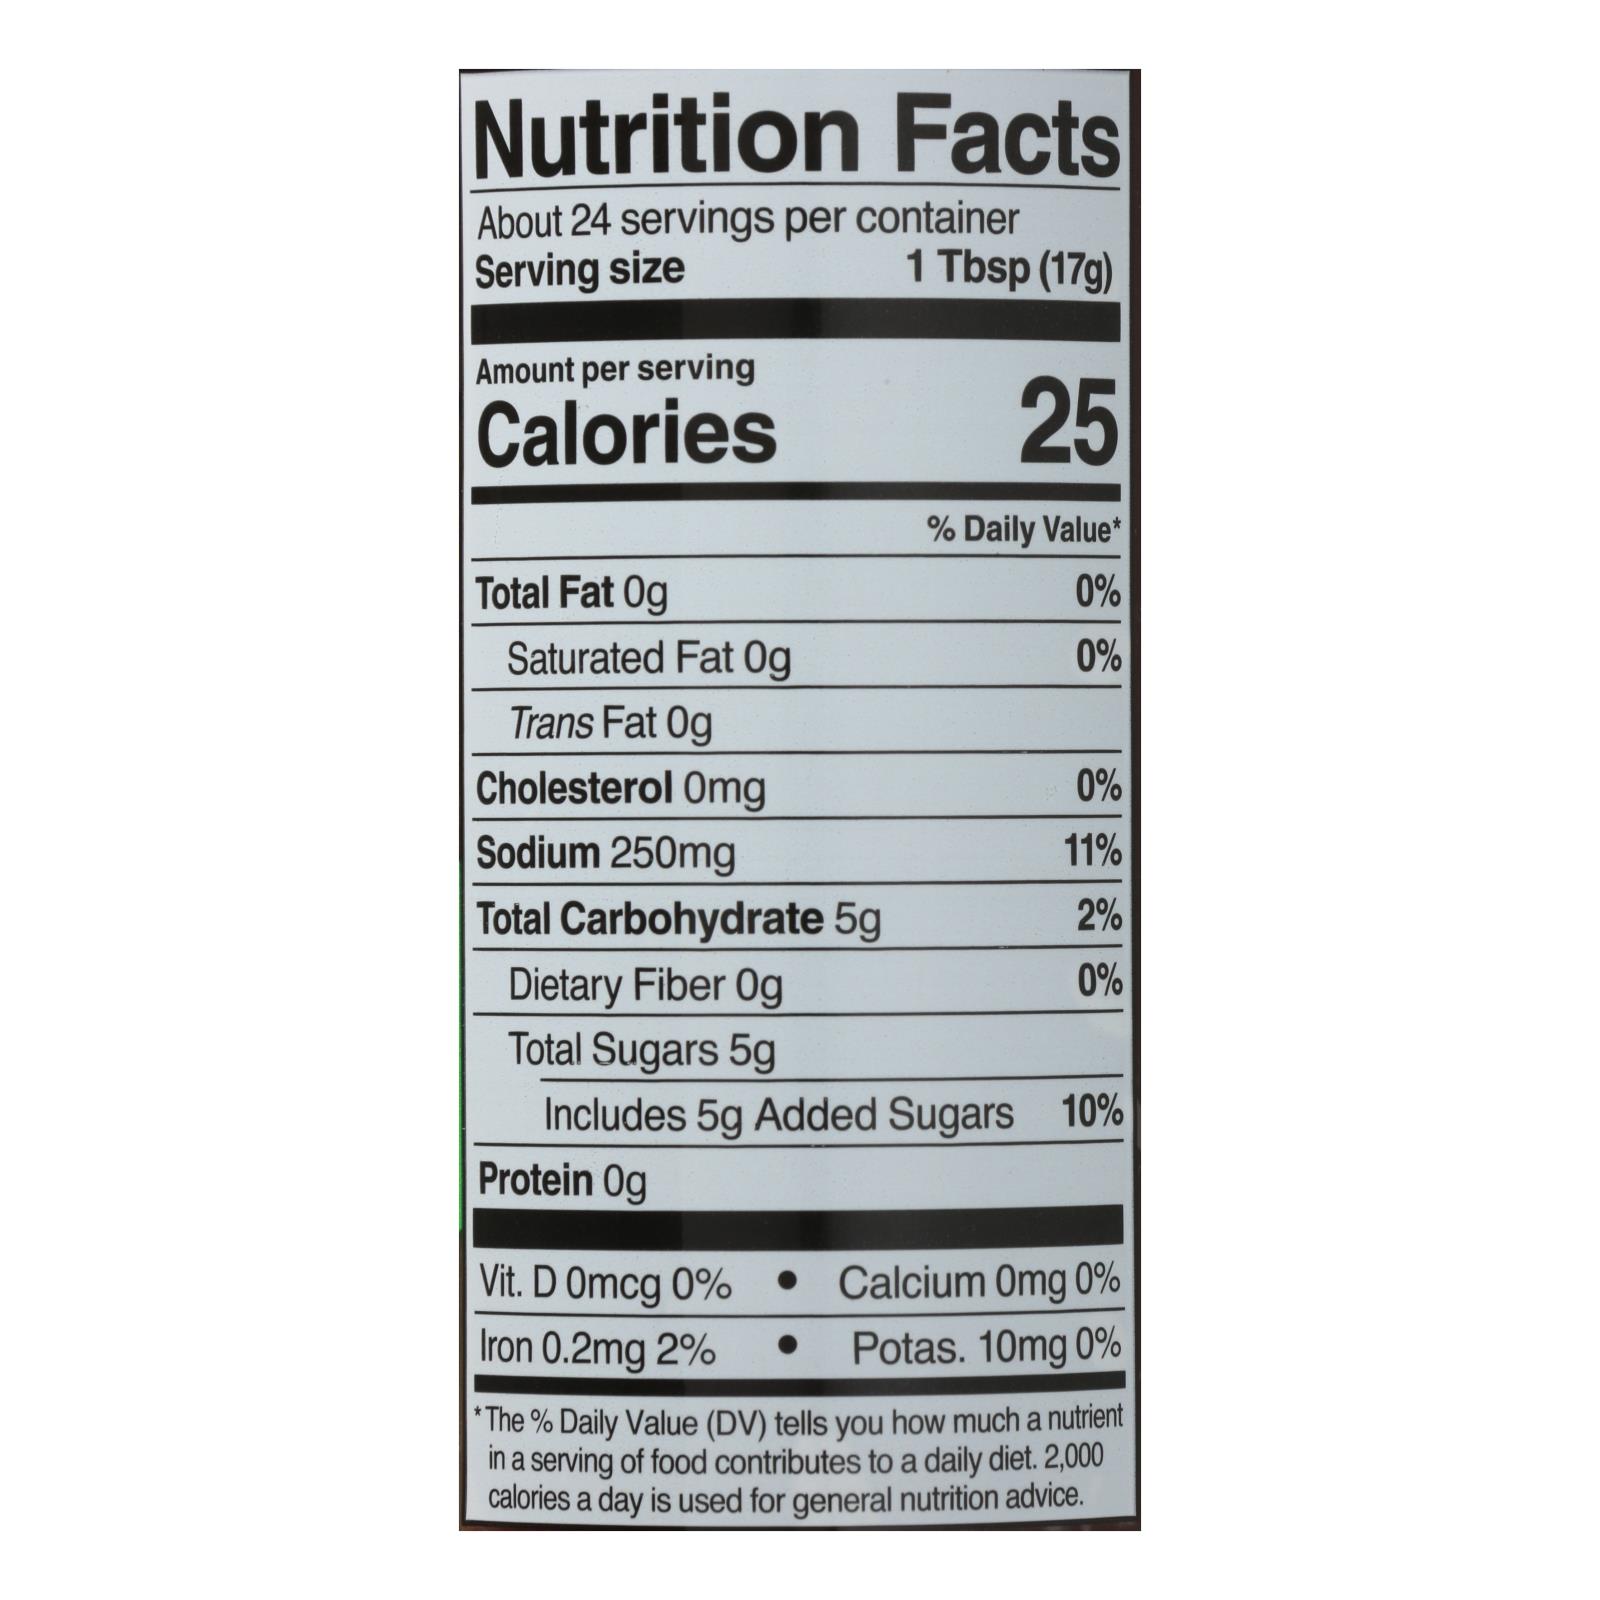 Nutrition Facts
About 24 servings per container
Serving size 1 Tbsp (17g)
Amount per serving
Calories 25
% Daily Value*
Total Fat 0g 0%
Saturated Fat 0g 0%
Trans Fat 0g
Cholesterol 0mg 0%
Sodium 250mg 11%
Total Carbohydrate 5g 2%
Dietary Fiber 0g 0%
Total Sugars 5g
Includes 5g Added Sugars 10%
Protein 0g
Vit. D 0mcg 0% • Calcium 0mg 0%
Iron 0.2mg 2% • Potas. 10mg 0%
*The % Daily Value (DV) tells you how much a nutrient
in a serving of food contributes to a daily diet. 2,000
calories a day is used for general nutrition advice.